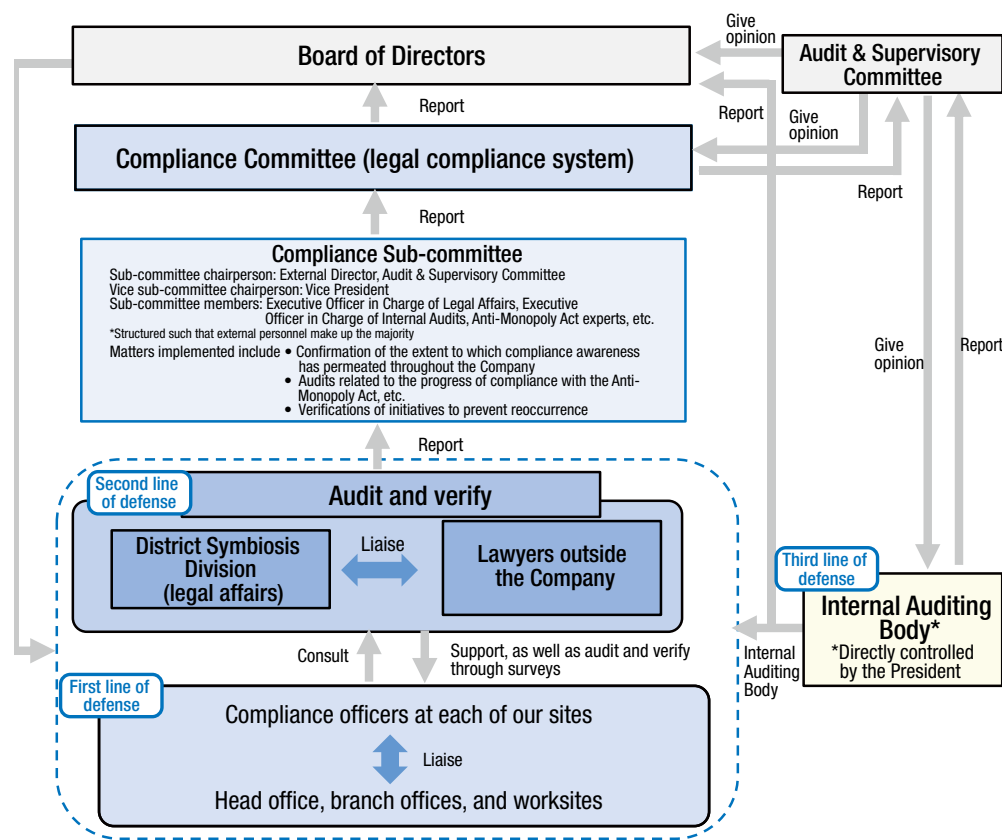 Give
opinion
Board of Directors
Audit & Supervisory
Committee
Report
Report
Give
opinion
Compliance Committee (legal compliance system)
Report
Report
Compliance Sub-committee
Sub-committee chairperson: External Director, Audit & Supervisory Committee
Vice sub-committee chairperson: Vice President
Sub-committee members: Executive Officer in Charge of Legal Affairs, Executive
Officer in Charge of Internal Audits, Anti-Monopoly Act experts, etc.
*Structured such that external personnel make up the majority
Matters implemented include • Confirmation of the extent to which compliance awareness
has permeated throughout the Company
• Audits related to the progress of compliance with the Anti-
Monopoly Act, etc.
• Verifications of initiatives to prevent reoccurrence
Give
opinion
Report
Report
Second line
of defense
Audit and verify
District Symbiosis
Division
(legal affairs)
Liaise
Lawyers outside
the Company
Third line of
defense
Internal Auditing
Body*
*Directly controlled
by the President
Internal
Auditing
Body
Consult
Support, as well as audit and verify
through surveys
First line of
defense
Compliance officers at each of our sites
Liaise
Head office, branch offices, and worksites